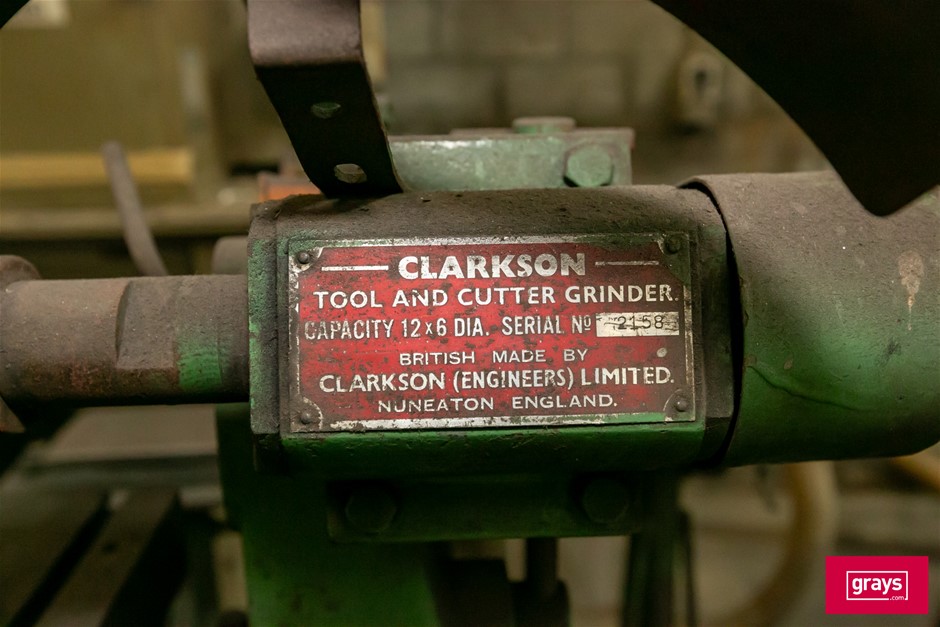 CLARKSON
TOOL AND CUTTER GRINDER.
CAPACITY 12 x 6 DIA. SERIAL Nº 2158
BRITISH MADE BY
CLARKSON (ENGINEERS) LIMITED.
NUNEATON ENGLAND.
grays
.com